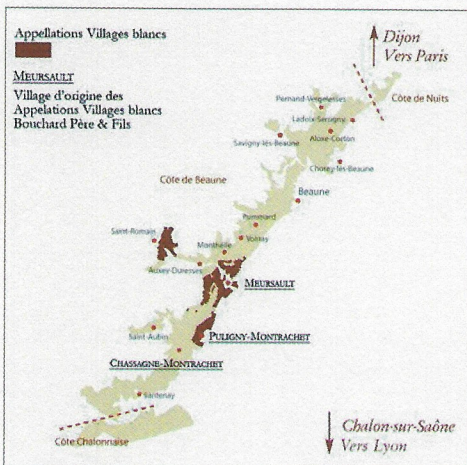 Appellations Villages blancs
MEURSAULT
Village d'origine des
Appelations Villages blancs
Bouchard Père & Fils
Dijon
Vers Paris
Pernand-Vergelesses
Côte de Nuits
Ladoix-Serrigny
Aloxe-Corton
Savigny-lès-Beaune
Chorey-lès-Beaune
Côte de Beaune
Beaune
Pommard
Saint-Romain
Volnay
Monthélie
Auxey-Duresses
MEURSAULT
PULIGNY-MONTRACHET
Saint-Aubin
CHASSAGNE-MONTRACHET
Santenay
Côte Chalonnaise
Chalon-sur-Saône
Vers Lyon